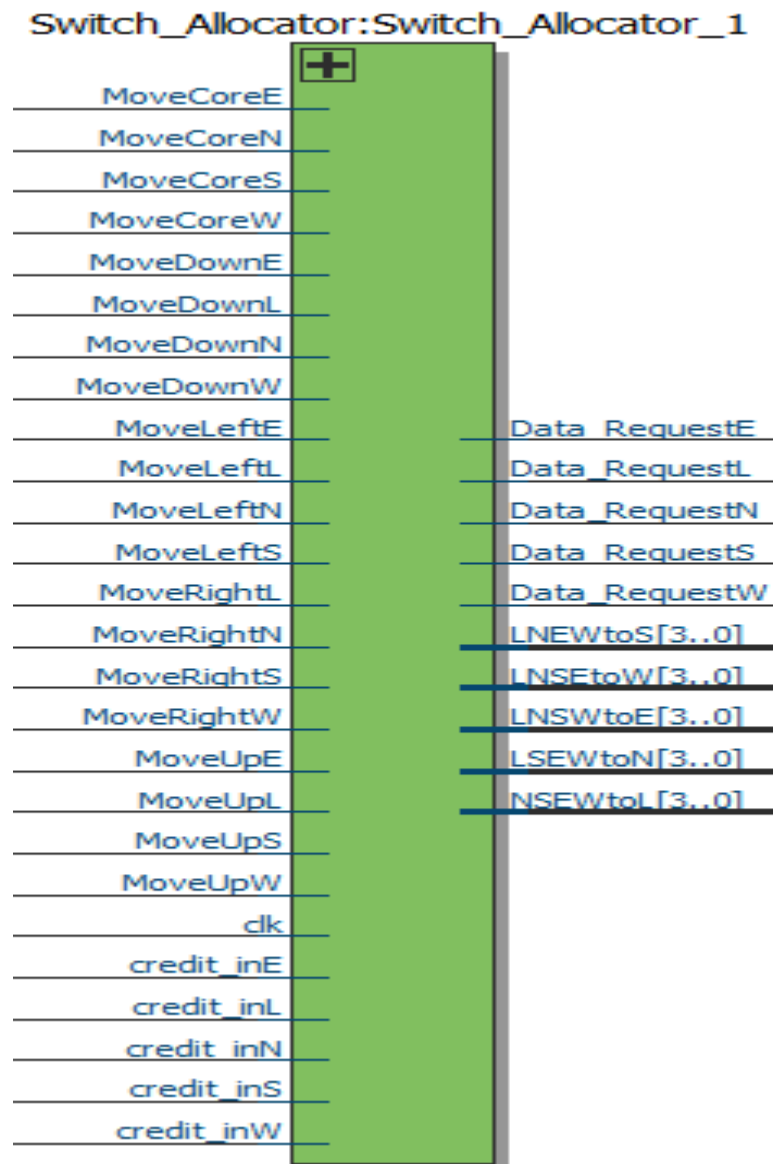 Switch_Allocator:Switch_Allocator_1
MoveCoreE
MoveCoreN
MoveCoreS
MoveCoreW
MoveDownE
MoveDownL
MoveDownN
MoveDownW
MoveLeftE
MoveLeftL
MoveLeftN
MoveLeftS
MoveRightL
MoveRightN
MoveRightS
MoveRightW
MoveUpE
MoveUpL
MoveUpS
MoveUpW
clk
credit_inE
credit_inL
credit_inN
credit_inS
credit_inW
Data_RequestE
Data_RequestL
Data_RequestN
Data_RequestS
Data_RequestW
LNEWtoS[3..0]
LNSEtoW[3..0]
LNSWtoE[3..0]
LSEWtoN[3..0]
NSEWtoL[3..0]